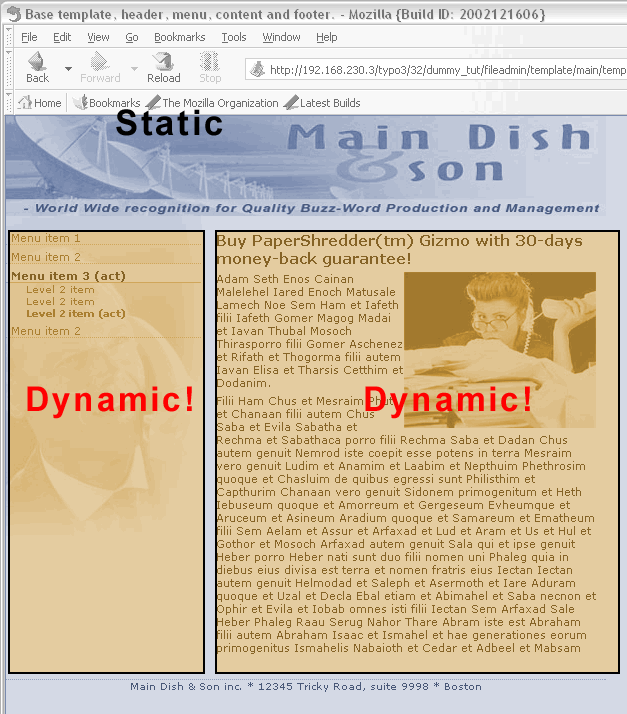 Base template, header, menu, content and footer. - Mozilla {Build ID: 2002121606}
File Edit View Go Bookmarks Tools Window Help
Back Forward Reload Stop http://192.168.230.3/typo3/32/dummy_tut/fileadmin/template/main/temp
Home Bookmarks The Mozilla Organization Latest Builds
Static
Main Dish
& son
- World Wide recognition for Quality Buzz-Word Production and Management
Menu item 1
Menu item 2
Menu item 3 (act)
Level 2 item
Level 2 item
Level 2 item (act)
Menu item 2
Dynamic!
Buy PaperShredder(tm) Gizmo with 30-days
money-back guarantee!
Adam Seth Enos Cainan
Malelehel Iared Enoch Matusale
Lamech Noe Sem Ham et Iafeth
filii Iafeth Gomer Magog Madai
et Iavan Thubal Mosoch
Thirasporro filii Gomer Aschenez
et Rifath et Thogorma filii autem
Iavan Elisa et Tharsis Cetthim et
Dodanim.
Filii Ham Chus et Mesraim Phut
et Chanaan filii autem Chus
Dynamic!
Saba et Evila Sabatha et
Rechma et Sabathaca porro filii Rechma Saba et Dadan Chus
autem genuit Nemrod iste coepit esse potens in terra Mesraim
vero genuit Ludim et Anamim et Laabim et Nepthuim Phethrosim
quoque et Chasluim de quibus egressi sunt Philisthim et
Capthurim Chanaan vero genuit Sidonem primogenitum et Heth
Iebuseum quoque et Amorreum et Gergeseum Evheumque et
Aruceum et Asineum Aradium quoque et Samareum et Ematheum
filii Sem Aelam et Assur et Arfaxad et Lud et Aram et Us et Hul et
Gothor et Mosoch Arfaxad autem genuit Sala qui et ipse genuit
Heber porro Heber nati sunt duo filii nomen uni Phaleg quia in
diebus eius divisa est terra et nomen fratris eius Iectan Iectan
autem genuit Helmodad et Saleph et Asermoth et Iare Aduram
quoque et Uzal et Decla Ebal etiam et Abimahel et Saba necnon et
Ophir et Evila et Iobab omnes isti filii Iectan Sem Arfaxad Sale
Heber Phaleg Raau Serug Nahor Thare Abram iste est Abraham
filii autem Abraham Isaac et Ismahel et hae generationes eorum
primogenitus Ismahelis Nabaioth et Cedar et Adbeel et Mabsam
Main Dish & Son inc. * 12345 Tricky Road, suite 9998 * Boston